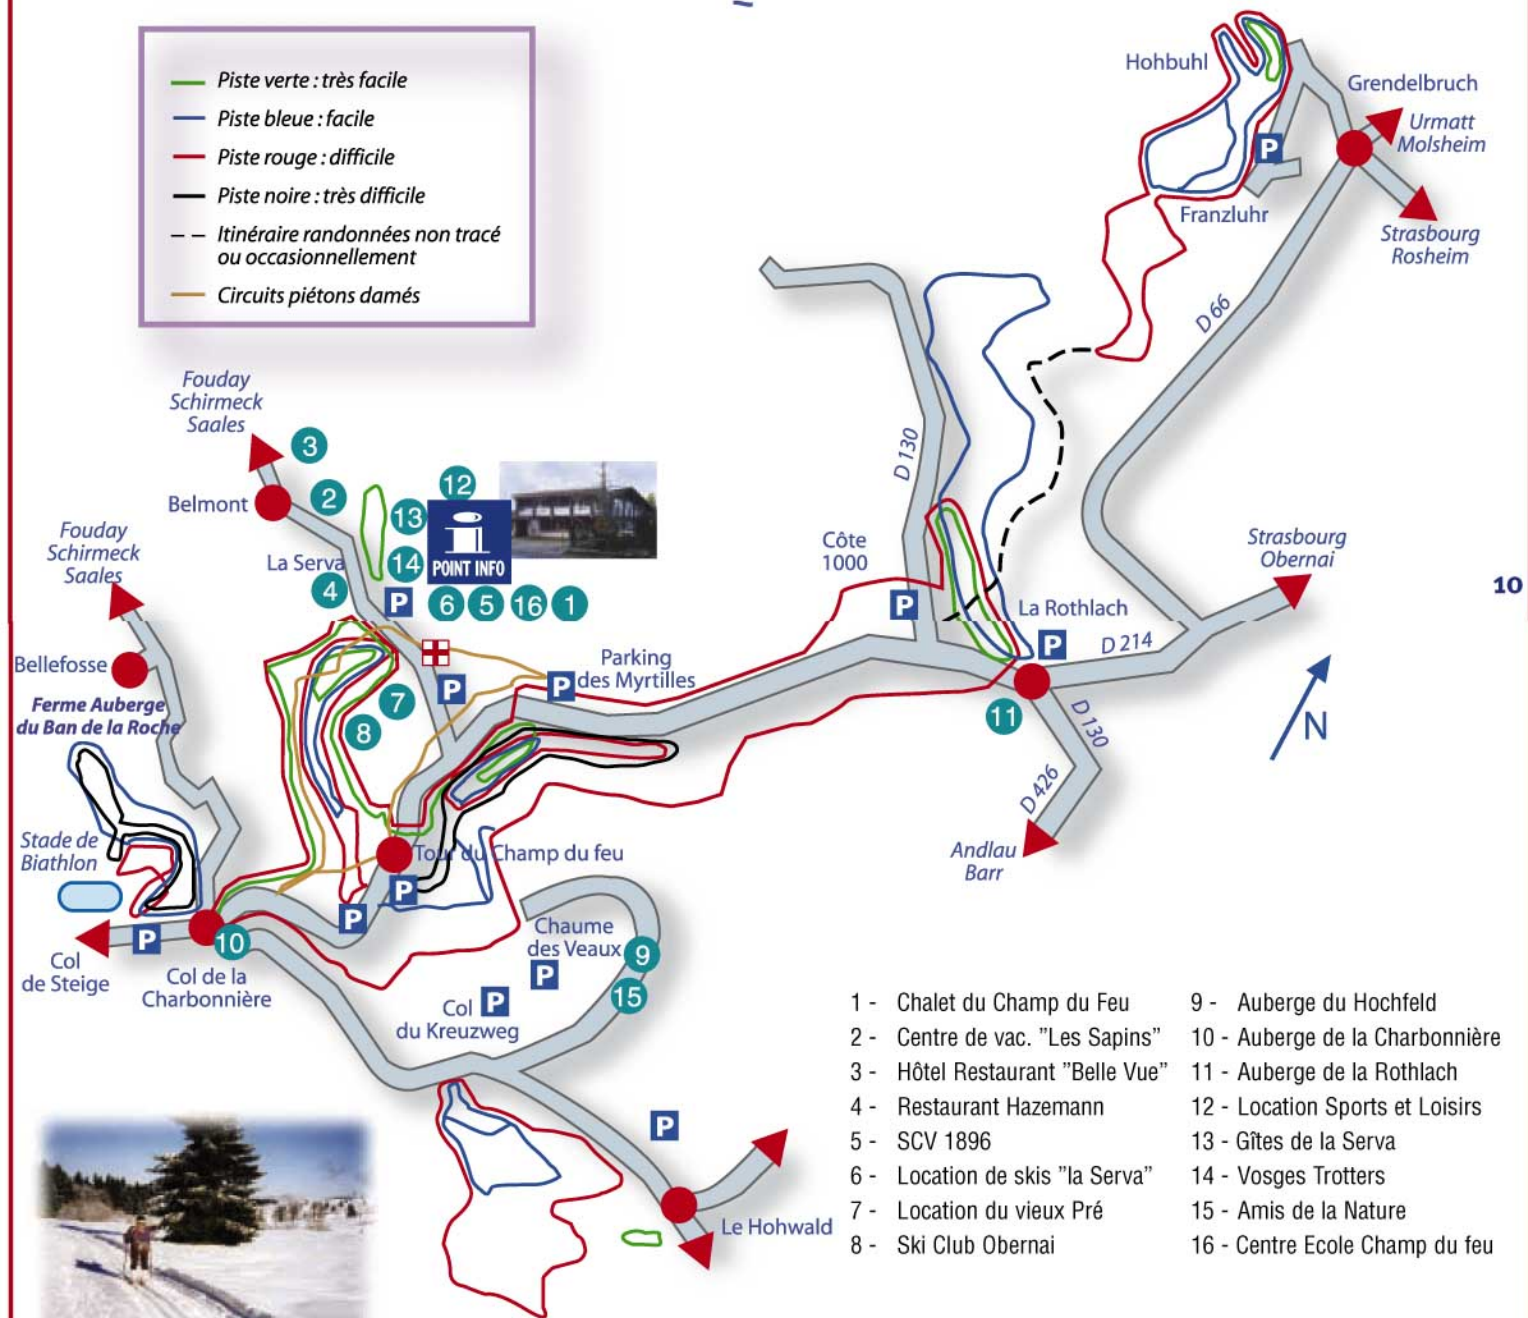 Piste verte : très facile
Piste bleue : facile
Piste rouge : difficile
Piste noire : très difficile
Itinéraire randonnées non tracé
ou occasionnellement
Circuits piétons damés
Hohbuhl
Grendelbruch
Urmatt
Molsheim
P
Franzluhr
Strasbourg
Rosheim
D 66
Fouday
Schirmeck
Saales
3
Belmont
2
12
13
14
POINT INFO
La Serva
4
P
6
5
16
1
D 130
Côte
1000
P
Strasbourg
Obernai
10
La Rothlach
P
D 214
Fouday
Schirmeck
Saales
Bellefosse
Ferme Auberge
du Ban de la Roche
7
8
P
P
Parking
des Myrtilles
11
D 130
D 426
Andlau
Barr
N
Stade de
Biathlon
Tour du Champ du feu
P
P
P
10
Col
de Steige
Col de la
Charbonnière
Chaume
des Veaux
P
9
15
Col
du Kreuzweg
P
P
Le Hohwald
1 - Chalet du Champ du Feu
2 - Centre de vac. ”Les Sapins”
3 - Hôtel Restaurant ”Belle Vue”
4 - Restaurant Hazemann
5 - SCV 1896
6 - Location de skis ”la Serva”
7 - Location du vieux Pré
8 - Ski Club Obernai
9 - Auberge du Hochfeld
10 - Auberge de la Charbonnière
11 - Auberge de la Rothlach
12 - Location Sports et Loisirs
13 - Gîtes de la Serva
14 - Vosges Trotters
15 - Amis de la Nature
16 - Centre Ecole Champ du feu